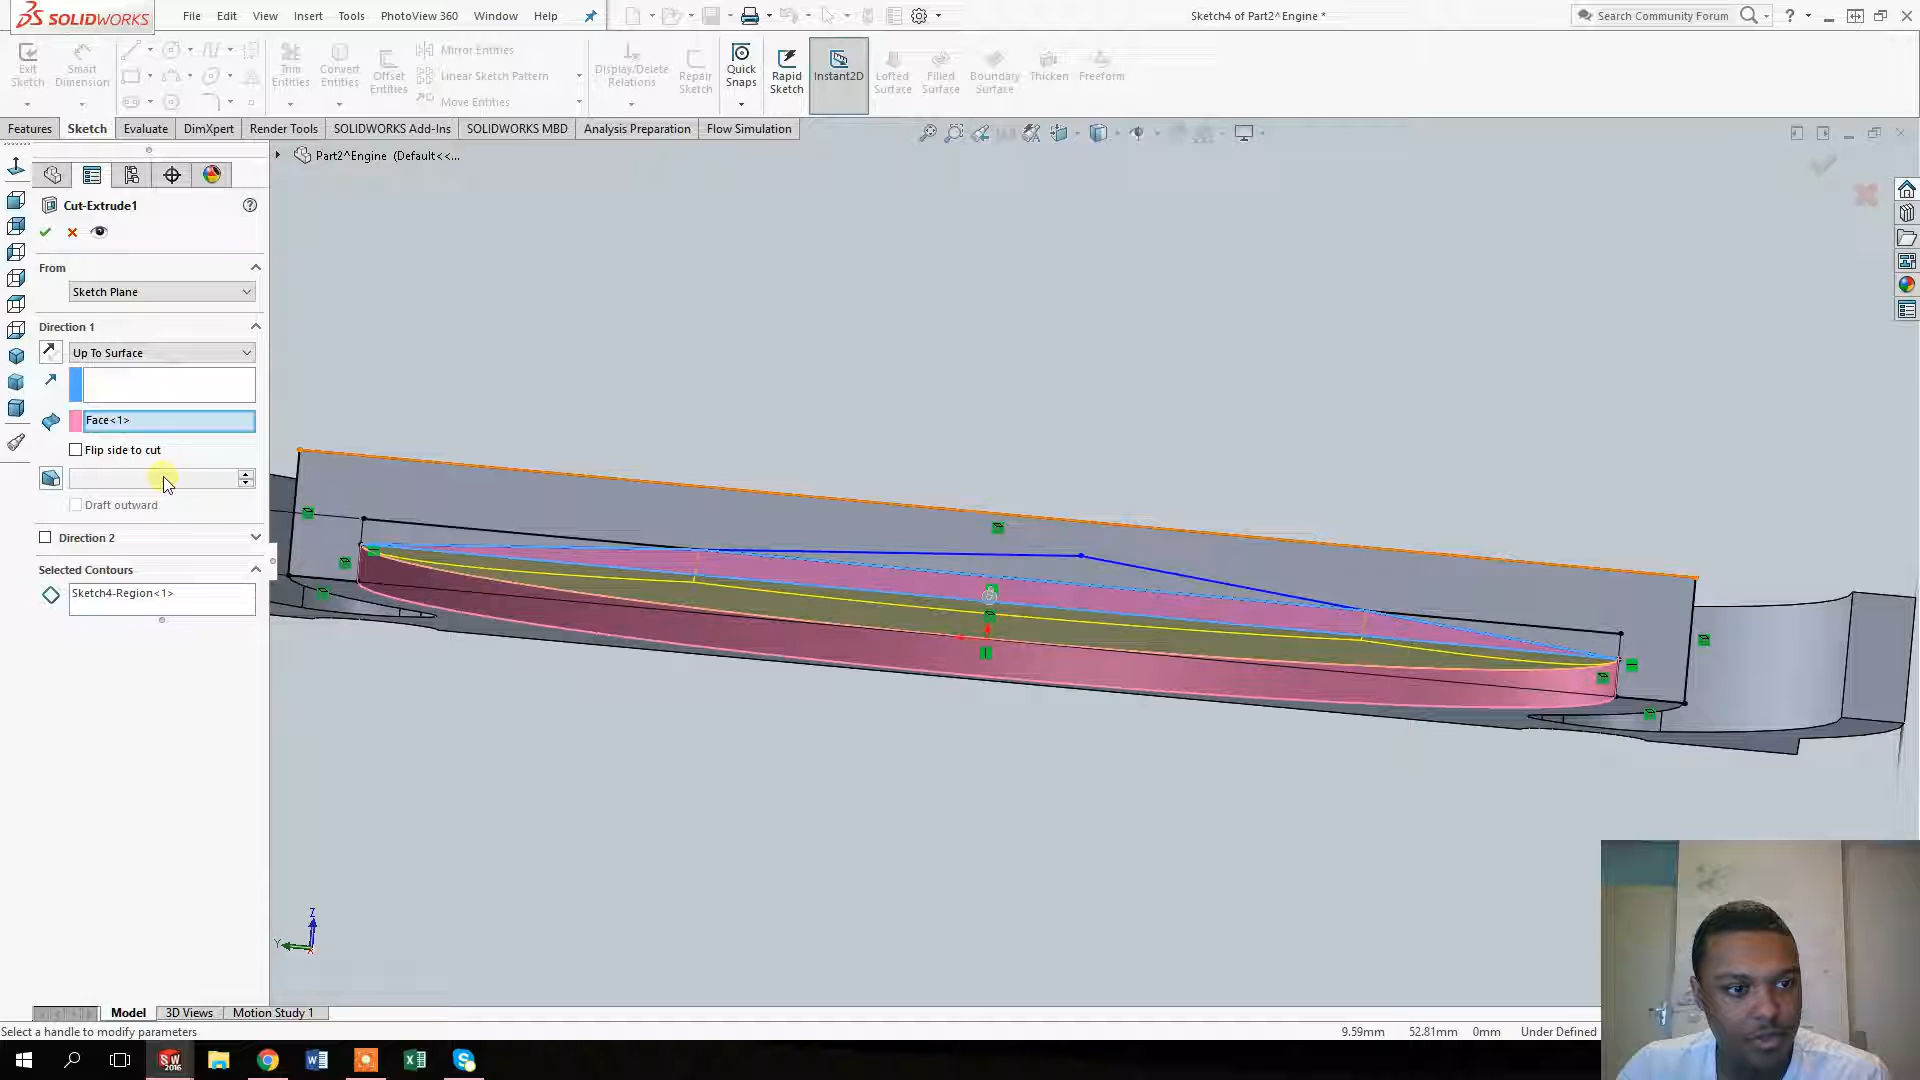 SOLIDWORKS
File Edit View Insert Tools PhotoView 360 Window Help
Sketch4 of Part2^Engine *
Search Community Forum
Exit Sketch
Smart Dimension
Trim Entities
Convert Entities
Offset Entities
Mirror Entities
Linear Sketch Pattern
Move Entities
Display/Delete Relations
Repair Sketch
Quick Snaps
Rapid Sketch
Instant2D
Lofted Surface
Filled Surface
Boundary Surface
Thicken
Freeform
Features Sketch Evaluate DimXpert Render Tools SOLIDWORKS Add-Ins SOLIDWORKS MBD Analysis Preparation Flow Simulation
Part2^Engine (Default<<...
Cut-Extrude1
From
Sketch Plane
Direction 1
Up To Surface
Face<1>
Flip side to cut
Draft outward
Direction 2
Selected Contours
Sketch4-Region<1>
Z
Y
X
Model 3D Views Motion Study 1
Select a handle to modify parameters
9.59mm 52.81mm 0mm Under Defined
SW 2016